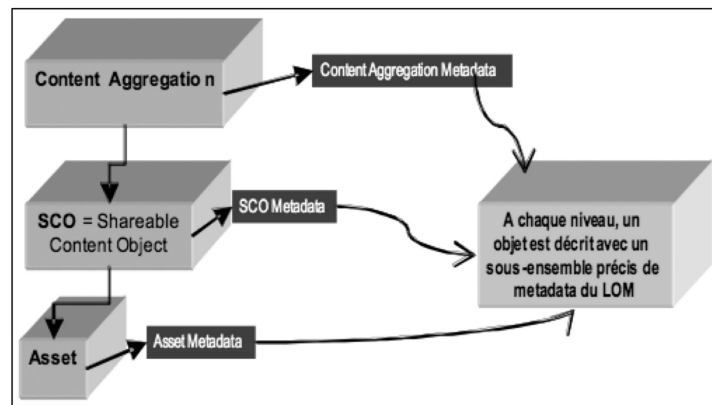 Content Aggregation
Content Aggregation Metadata
SCO = Shareable
Content Object
SCO Metadata
A chaque niveau, un
objet est décrit avec un
sous-ensemble précis de
metadata du LOM
Asset
Asset Metadata